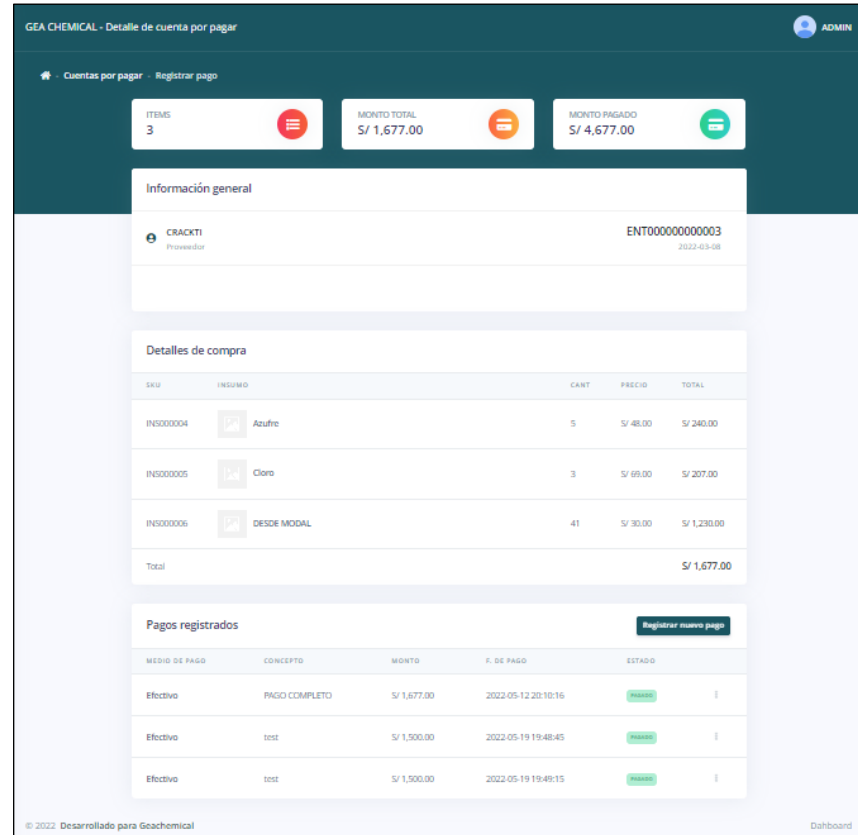 GEA CHEMICAL - Detalle de cuenta por pagar
ADMIN
- Cuentas por pagar - Registrar pago
ITEMS
3
MONTO TOTAL
S/ 1,677.00
MONTO PAGADO
S/ 4,677.00
Información general
CRACKTI
Proveedor
ENT000000000003
2022-03-08
Detalles de compra
SKU INSUMO CANT PRECIO TOTAL
INS000004 Azufre 5 S/ 48.00 S/ 240.00
INS000005 Cloro 3 S/ 69.00 S/ 207.00
INS000006 DESDE MODAL 41 S/ 30.00 S/ 1,230.00
Total S/ 1,677.00
Pagos registrados Registrar nuevo pago
MEDIO DE PAGO CONCEPTO MONTO F. DE PAGO ESTADO
Efectivo PAGO COMPLETO S/ 1,677.00 2022-05-12 20:10:16 PAGADO
Efectivo test S/ 1,500.00 2022-05-19 19:48:45 PAGADO
Efectivo test S/ 1,500.00 2022-05-19 19:49:15 PAGADO
© 2022 Desarrollado para Geachemical Dahboard